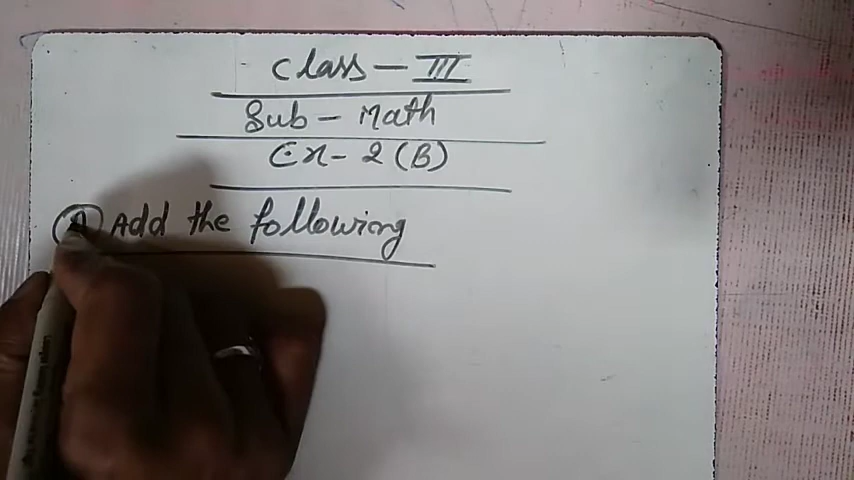 Class - III
Sub - Math
Ex - 2 (B)
(A) Add the following